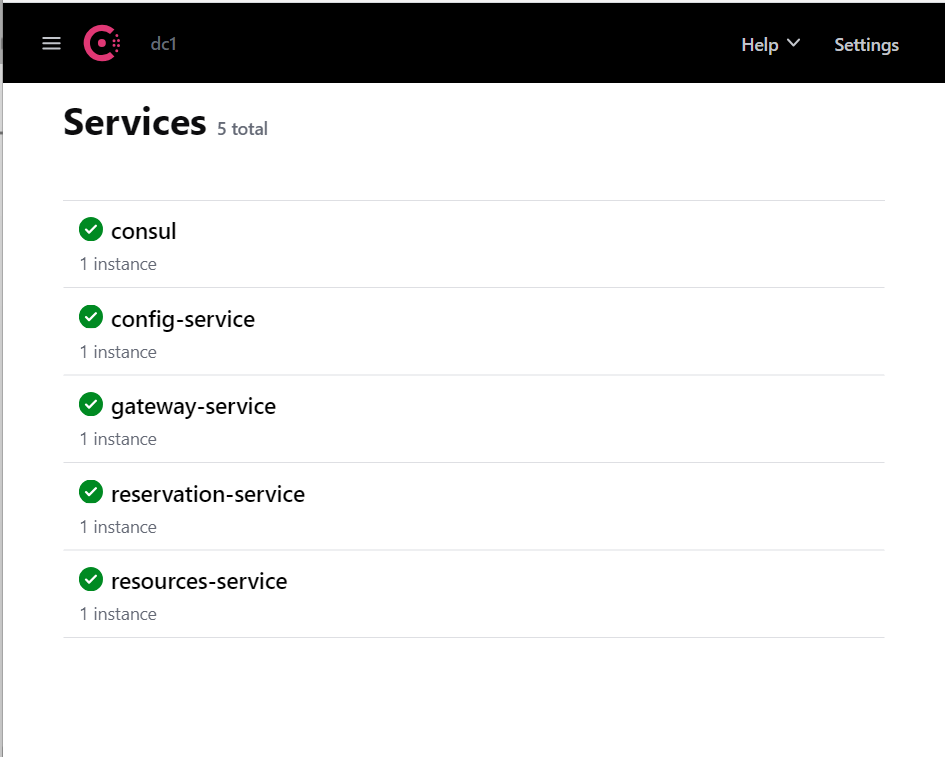 dc1 Help Settings
Services 5 total
consul
1 instance
config-service
1 instance
gateway-service
1 instance
reservation-service
1 instance
resources-service
1 instance